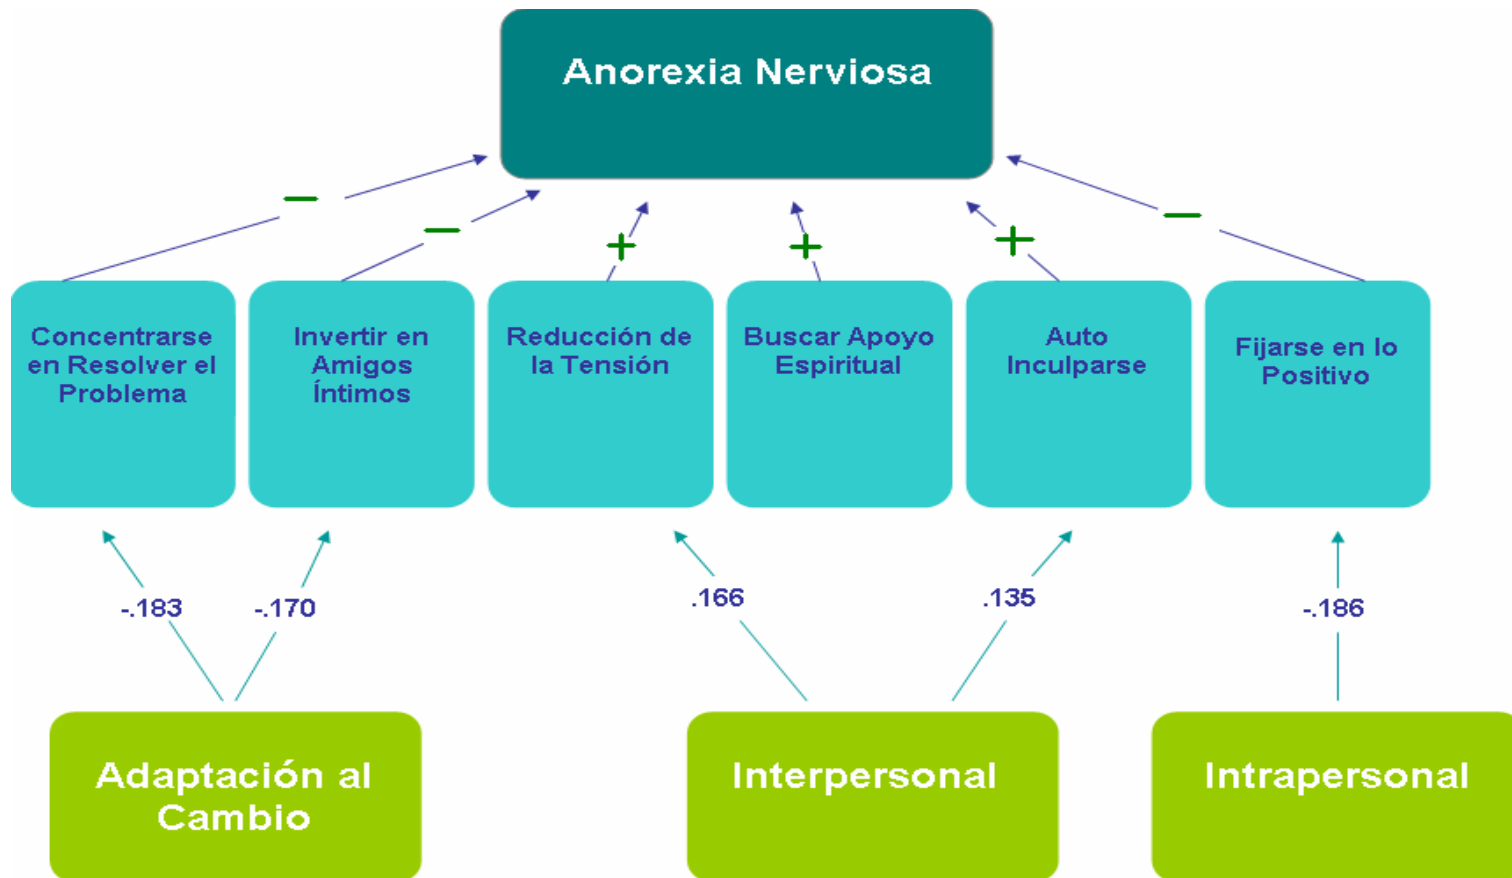 Anorexia Nerviosa
−
−
+
+
+
−
Concentrarse
en Resolver el
Problema
Invertir en
Amigos
Íntimos
Reducción de
la Tensión
Buscar Apoyo
Espiritual
Auto
Inculparse
Fijarse en lo
Positivo
-.183
-.170
.166
.135
-.186
Adaptación al
Cambio
Interpersonal
Intrapersonal